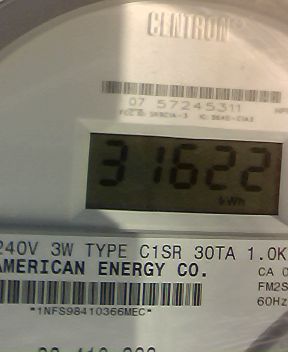 CENTRON®
07 57245311
31622
kWh
240V 3W TYPE C1SR 30TA 1.0K
AMERICAN ENERGY CO.
CA 0
FM2S
60Hz
*1NFS98410366MEC*